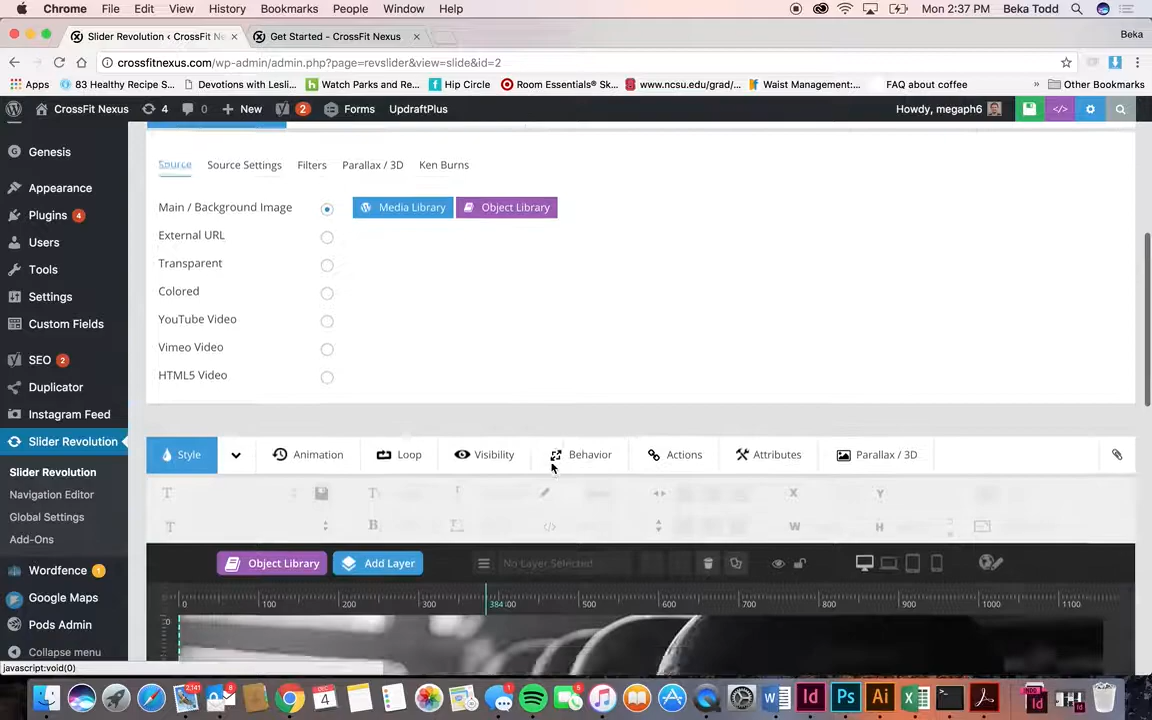 Chrome File Edit View History Bookmarks People Window Help Mon 2:37 PM Beka Todd
Slider Revolution ‹ CrossFit N × Get Started - CrossFit Nexus × Beka
crossfitnexus.com/wp-admin/admin.php?page=revslider&view=slide&id=2
Apps 83 Healthy Recipe S... Devotions with Lesli... Watch Parks and Re... Hip Circle Room Essentials® Sk... www.ncsu.edu/grad/... Waist Management:... FAQ about coffee » Other Bookmarks
CrossFit Nexus 4 0 New 2 Forms UpdraftPlus Howdy, megaph6
Genesis
Appearance
Plugins 4
Users
Tools
Settings
Custom Fields
SEO 2
Duplicator
Instagram Feed
Slider Revolution
Slider Revolution
Navigation Editor
Global Settings
Add-Ons
Wordfence 1
Google Maps
Pods Admin
Collapse menu
Source Source Settings Filters Parallax / 3D Ken Burns
Main / Background Image Media Library Object Library
External URL
Transparent
Colored
YouTube Video
Vimeo Video
HTML5 Video
Style Animation Loop Visibility Behavior Actions Attributes Parallax / 3D
X Y
B W H
Object Library Add Layer No Layer Selected
0 100 200 300 384 500 600 700 800 900 1000 1100
javascript:void(0)